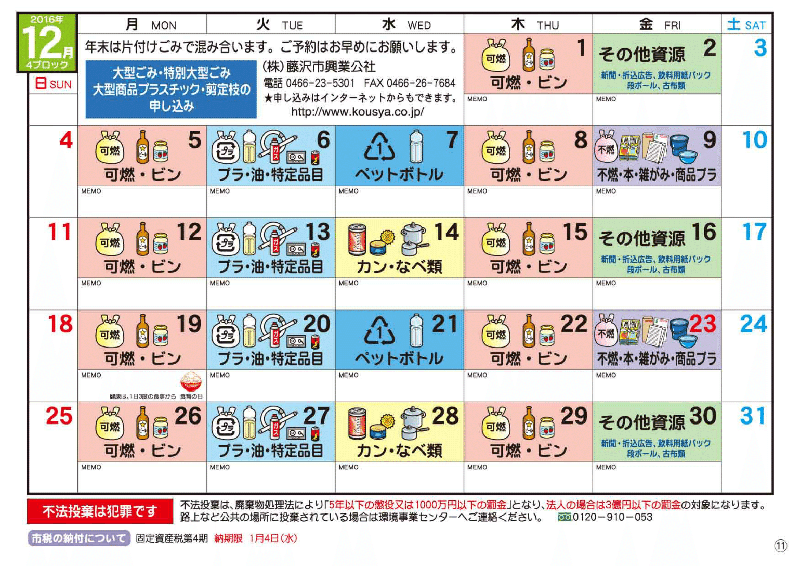 2016年
12月
4ブロック
日 SUN
月 MON
火 TUE
水 WED
木 THU
金 FRI
土 SAT
年末は片付けごみで混み合います。ご予約はお早めにお願いします。
大型ごみ・特別大型ごみ
大型商品プラスチック・剪定枝の
申し込み
(株)藤沢市興業公社
電話 0466-23-5301 FAX 0466-26-7684
★申し込みはインターネットからもできます。
http://www.kousya.co.jp/
可燃
1
可燃・ビン
MEMO
その他資源 2
新聞・折込広告、飲料用紙パック
段ボール、古布類
MEMO
3
4
可燃
5
可燃・ビン
MEMO
プラ
6
プラ・油・特定品目
MEMO
1
7
ペットボトル
MEMO
可燃
8
可燃・ビン
MEMO
不燃
9
不燃・本・雑がみ・商品プラ
MEMO
10
11
可燃
12
可燃・ビン
MEMO
プラ
13
プラ・油・特定品目
MEMO
14
カン・なべ類
MEMO
可燃
15
可燃・ビン
MEMO
その他資源 16
新聞・折込広告、飲料用紙パック
段ボール、古布類
MEMO
17
18
可燃
19
可燃・ビン
MEMO
健康は、1日3回の食事から 食育の日
プラ
20
プラ・油・特定品目
MEMO
1
21
ペットボトル
MEMO
可燃
22
可燃・ビン
MEMO
不燃
23
不燃・本・雑がみ・商品プラ
MEMO
24
25
可燃
26
可燃・ビン
MEMO
プラ
27
プラ・油・特定品目
MEMO
28
カン・なべ類
MEMO
可燃
29
可燃・ビン
MEMO
その他資源 30
新聞・折込広告、飲料用紙パック
段ボール、古布類
MEMO
31
不法投棄は犯罪です
不法投棄は、廃棄物処理法により「5年以下の懲役又は1000万円以下の罰金」となり、法人の場合は3億円以下の罰金の対象になります。
路上など公共の場所に投棄されている場合は環境事業センターへご連絡ください。 0120-910-053
市税の納付について 固定資産税第4期 納期限 1月4日(水)
⑪